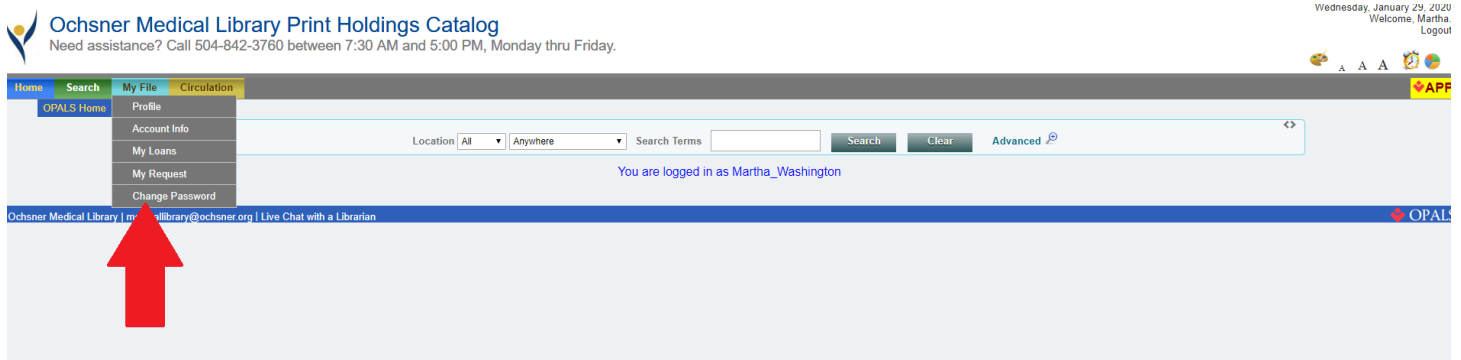 Wednesday, January 29, 2020
Welcome, Martha.
Logout
Ochsner Medical Library Print Holdings Catalog
Need assistance? Call 504-842-3760 between 7:30 AM and 5:00 PM, Monday thru Friday.
A A A
Home Search My File Circulation
APP
OPALS Home
Profile
Account Info
My Loans
My Request
Change Password
Location All Anywhere Search Terms Search Clear Advanced
You are logged in as Martha_Washington
Ochsner Medical Library | @ochsner.org | Live Chat with a Librarian
OPALS